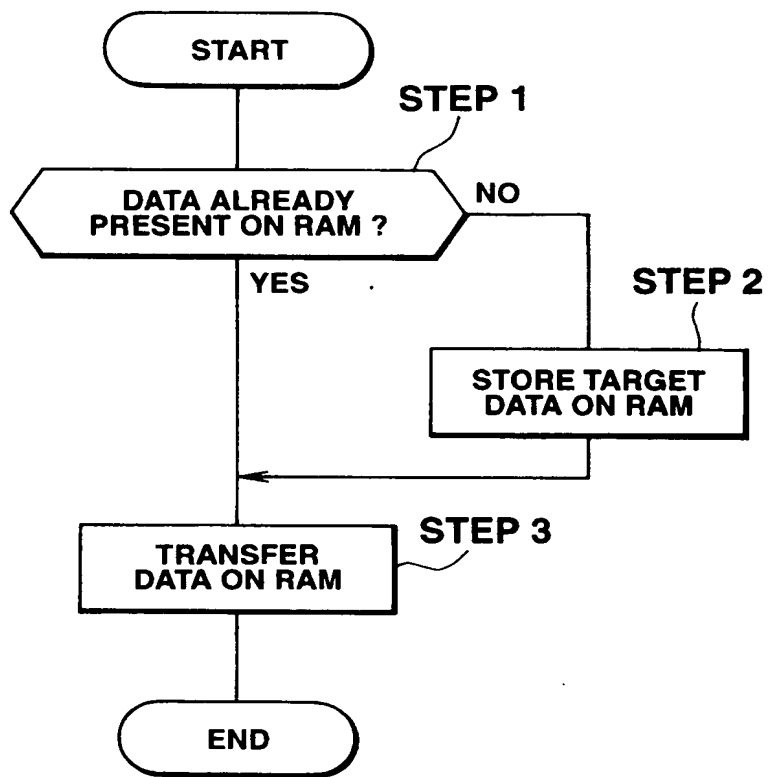 START
STEP 1
DATA ALREADY
PRESENT ON RAM ?
NO
YES
STEP 2
STORE TARGET
DATA ON RAM
STEP 3
TRANSFER
DATA ON RAM
END